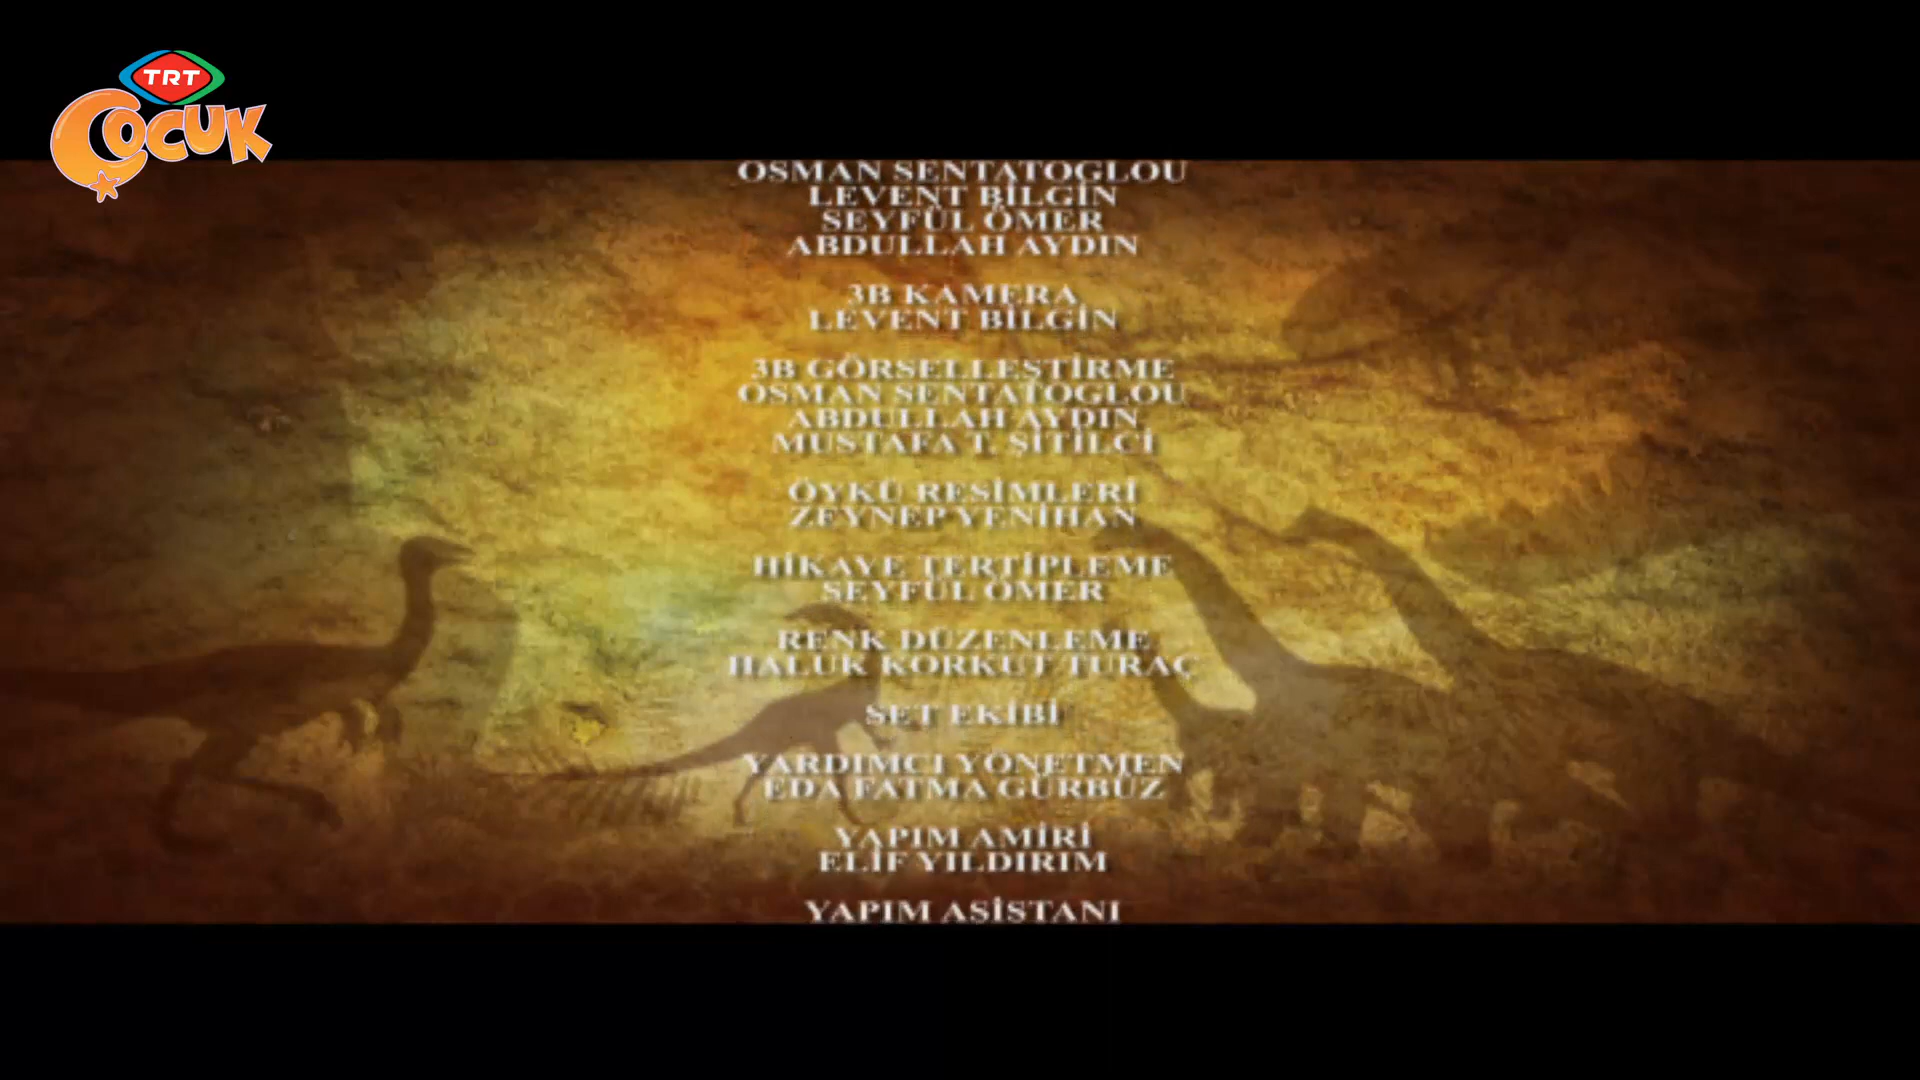 TRT
ÇOCUK
OSMAN SENTATOGLOU
LEVENT BİLGİN
SEYFÜL ÖMER
ABDULLAH AYDIN
3B KAMERA
LEVENT BİLGİN
3B GÖRSELLEŞTİRME
OSMAN SENTATOGLOU
ABDULLAH AYDIN
MUSTAFA T. ŞİTİLCİ
ÖYKÜ RESİMLERİ
ZEYNEP YENİHAN
HİKAYE TERTİPLEME
SEYFÜL ÖMER
RENK DÜZENLEME
HALUK KORKUT TURAÇ
SET EKİBİ
YARDIMCI YÖNETMEN
EDA FATMA GÜRBÜZ
YAPIM AMİRİ
ELİF YILDIRIM
YAPIM ASİSTANI